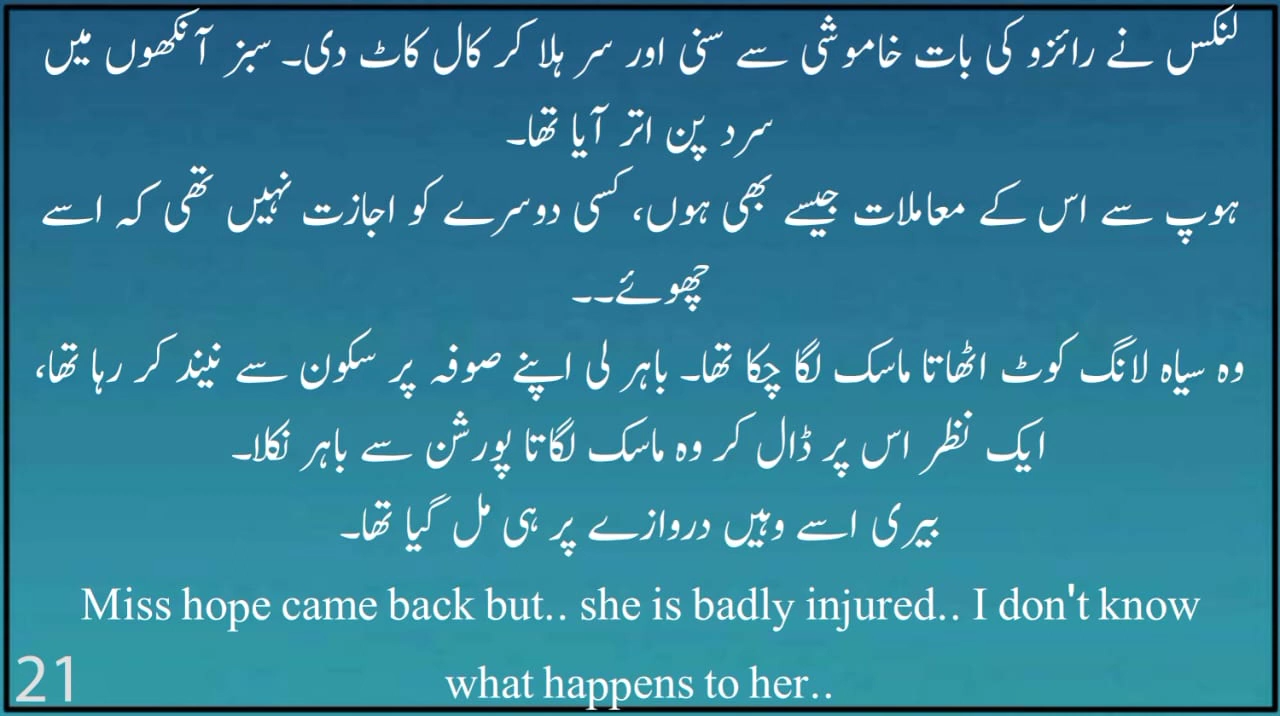 لنکس نے رائزو کی بات خاموشی سے سنی اور سر ہلا کر کال کاٹ دی۔ سبز آنکھوں میں
سرد پن اتر آیا تھا۔
ہوپ سے اس کے معاملات جیسے بھی ہوں، کسی دوسرے کو اجازت نہیں تھی کہ اسے
چھوئے۔۔
وہ سیاہ لانگ کوٹ اٹھاتا ماسک لگا چکا تھا۔ باہر لی اپنے صوفہ پر سکون سے نیند کر رہا تھا،
ایک نظر اس پر ڈال کر وہ ماسک لگاتا پورشن سے باہر نکلا۔
بیری اسے وہیں دروازے پر ہی مل گیا تھا۔
Miss hope came back but.. she is badly injured.. I don't know
what happens to her..
21